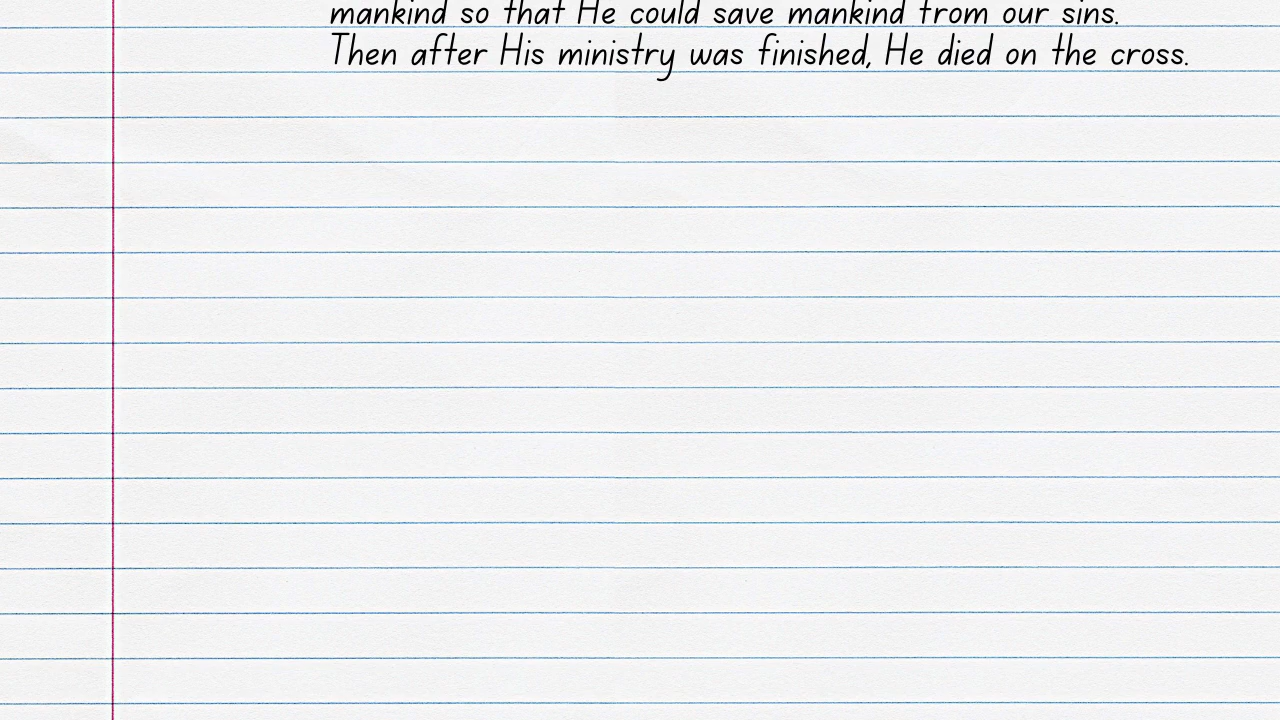 mankind so that He could save mankind from our sins.
Then after His ministry was finished, He died on the cross.